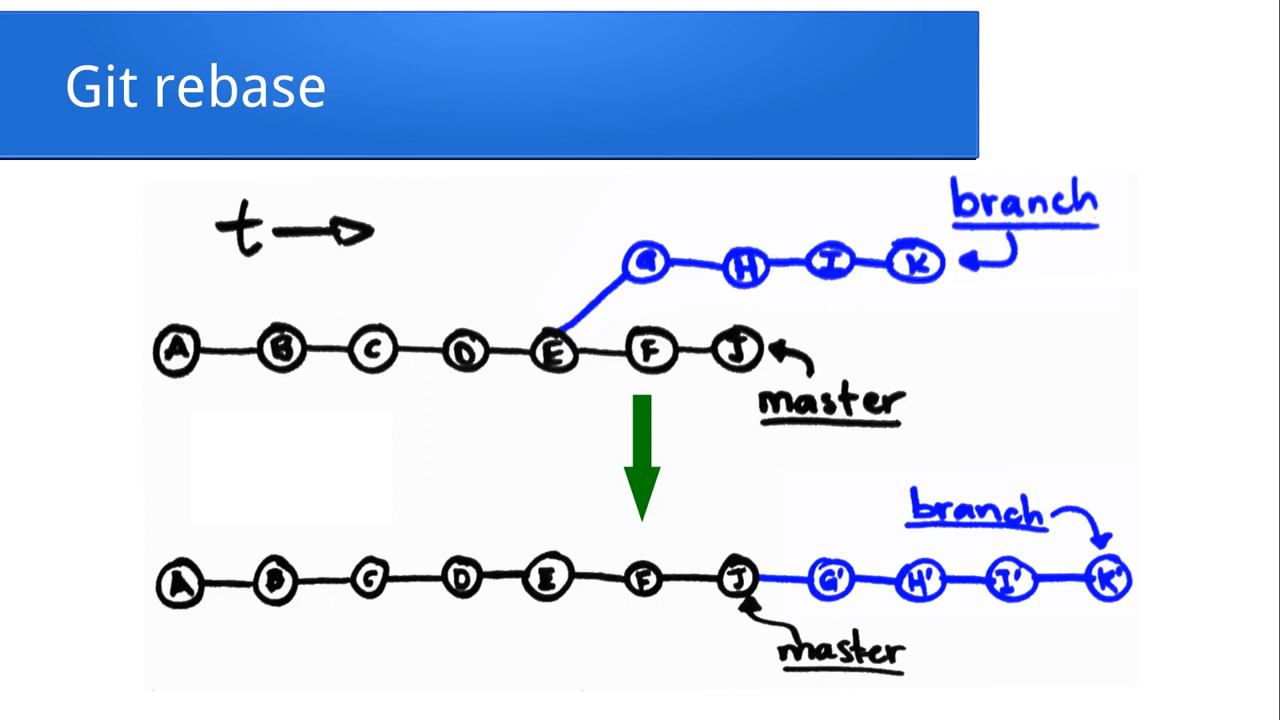 Git rebase
t
branch
G H I K
A B C D E F J
master
branch
A B C D E F J G' H' I' K'
master